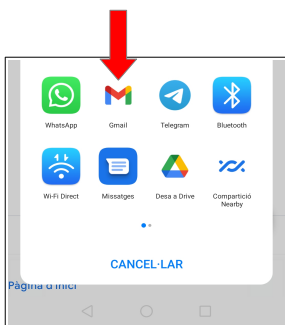 WhatsApp Gmail Telegram Bluetooth
Wi-Fi Direct Missatges Desa a Drive Compartició
Nearby
CANCEL·LAR
Pàgina d'inici